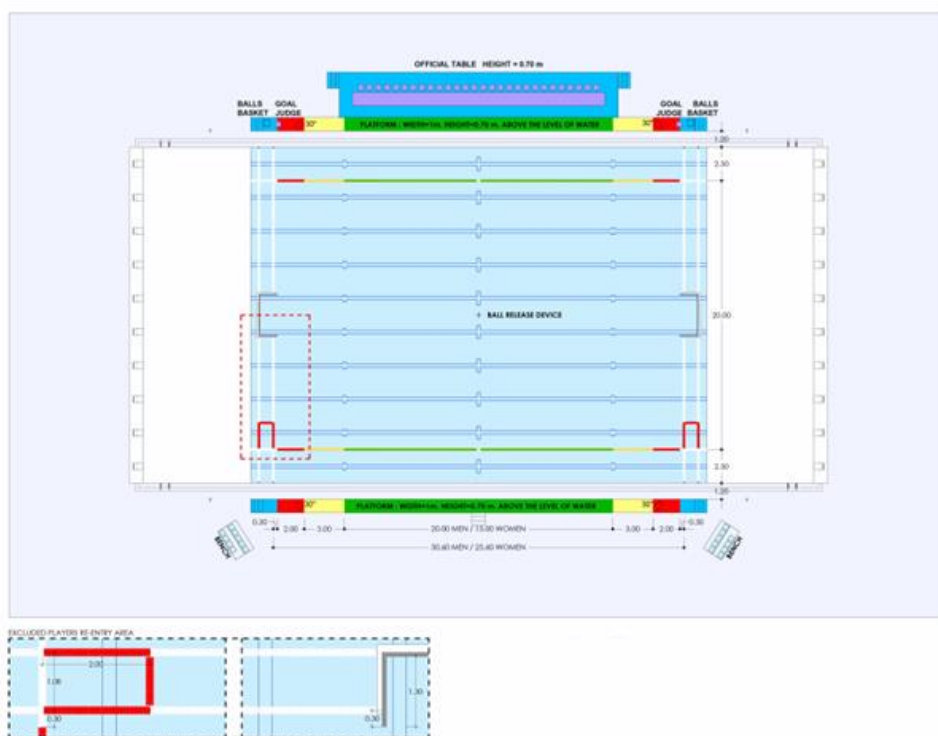 OFFICIAL TABLE HEIGHT = 0.70 m
BALLS BASKET
GOAL JUDGE
GOAL JUDGE
BALLS BASKET
30°
PLATFORM : WIDTH=1m. HEIGHT=0.70 m. ABOVE THE LEVEL OF WATER
30°
1.20
2.50
BALL RELEASE DEVICE
20.00
2.50
1.20
30°
PLATFORM : WIDTH=1m. HEIGHT=0.70 m. ABOVE THE LEVEL OF WATER
30°
0.30
2.00
3.00
20.00 MEN / 15.00 WOMEN
3.00
2.00
0.30
BENCH
30.60 MEN / 25.60 WOMEN
BENCH
EXCLUDED PLAYERS RE-ENTRY AREA
2.00
1.00
0.30
0.30